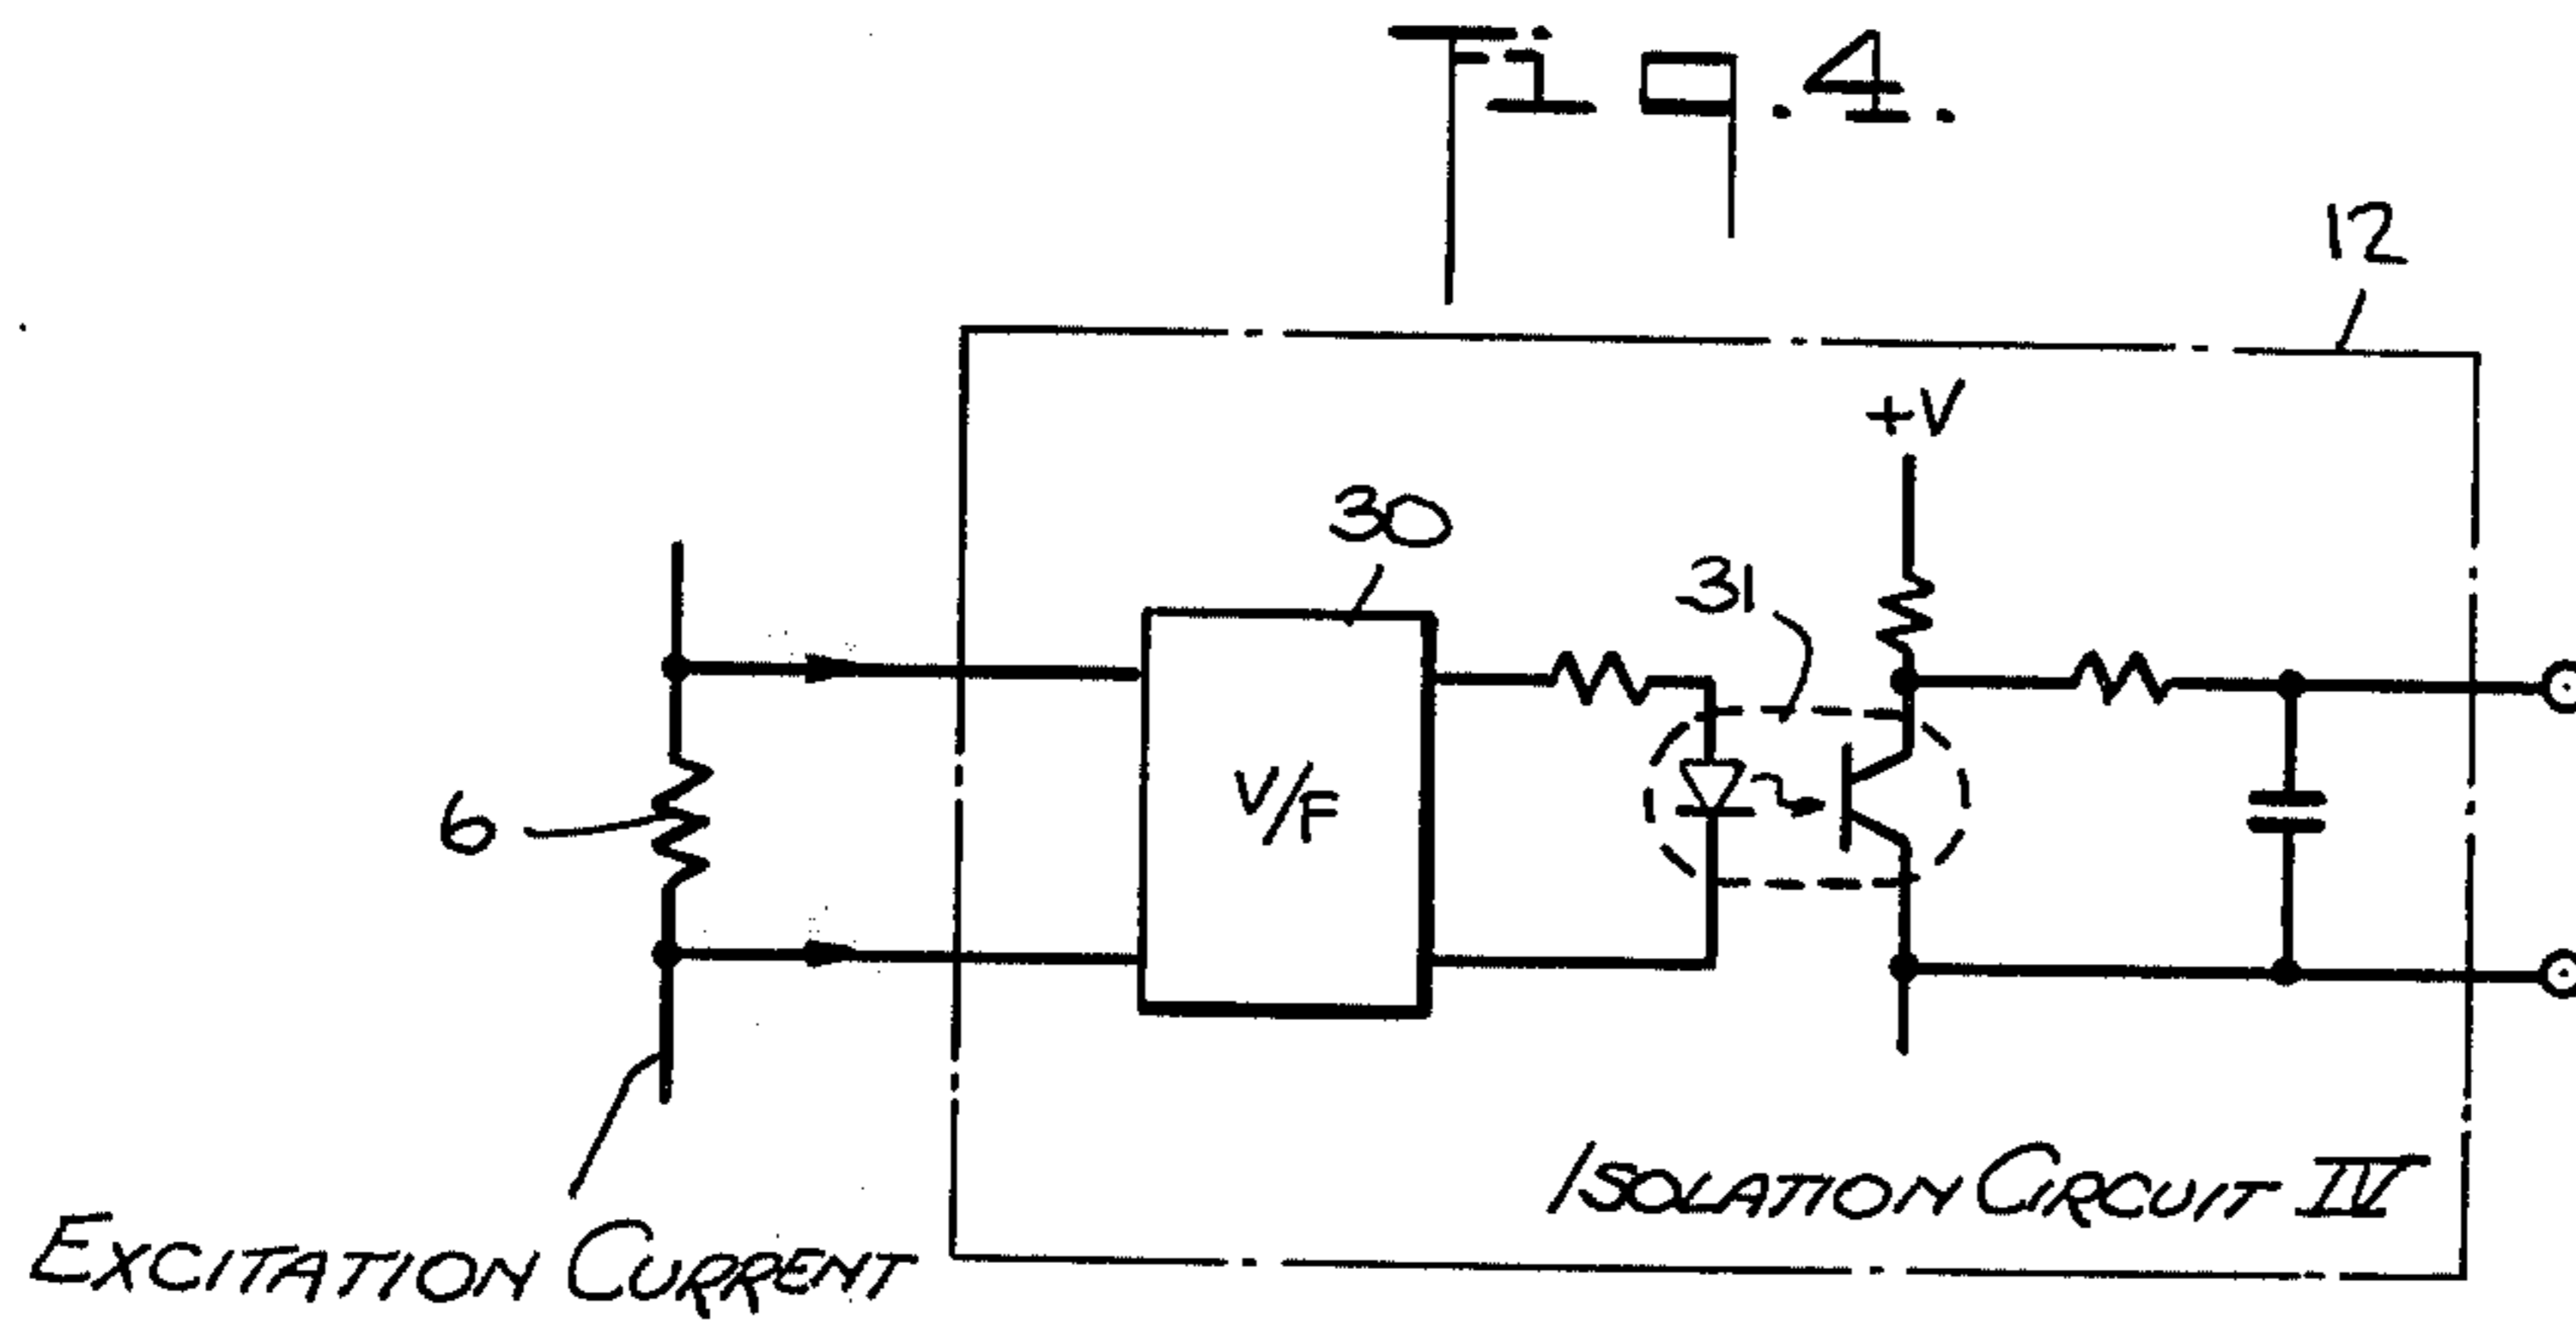 Fig. 4.
12
+V
30
31
V/F
6
ISOLATION CIRCUIT IV
EXCITATION CURRENT